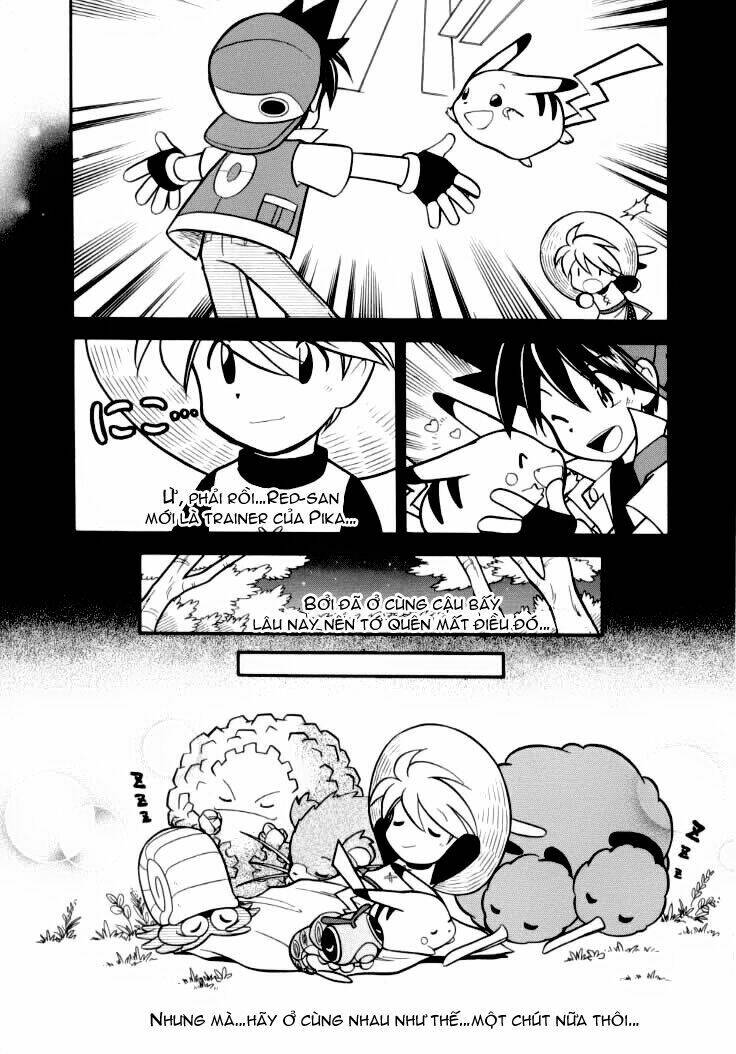 にこ…
Ừ, PHẢI RỒI...RED-SAN
MỚI LÀ TRAINER CỦA PIKA...
BỞI ĐÃ Ở CÙNG CẬU BẤY
LÂU NAY NÊN TỚ QUÊN MẤT ĐIỀU ĐÓ...
Z Z Z
Z Z Z
NHƯNG MÀ...HÃY Ở CÙNG NHAU NHƯ THẾ...MỘT CHÚT NỮA THÔI...